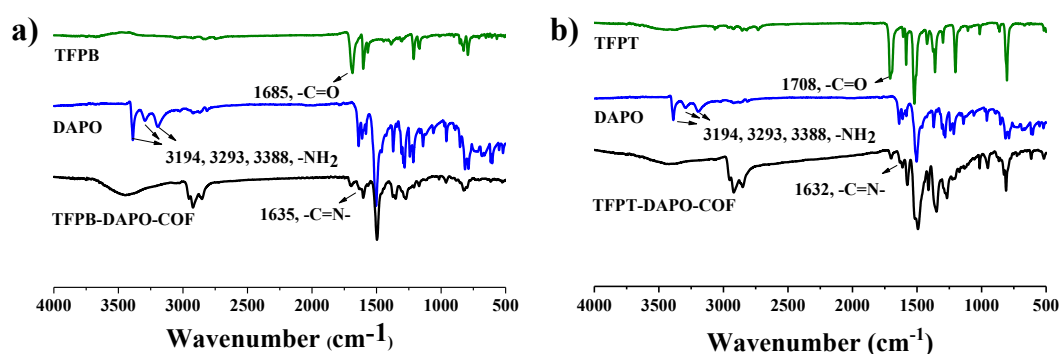 a)
TFPB
1685, -C=O
DAPO
3194, 3293, 3388, -NH2
1635, -C=N-
TFPB-DAPO-COF
4000 3500 3000 2500 2000 1500 1000 500
Wavenumber (cm-1)
b)
TFPT
1708, -C=O
DAPO
3194, 3293, 3388, -NH2
1632, -C=N-
TFPT-DAPO-COF
4000 3500 3000 2500 2000 1500 1000 500
Wavenumber (cm-1)